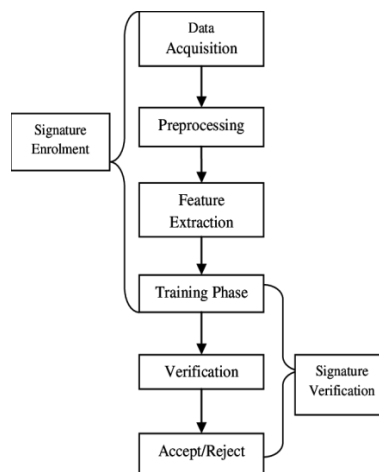 Data
Acquisition
Preprocessing
Signature
Enrolment
Feature
Extraction
Training Phase
Verification
Signature
Verification
Accept/Reject